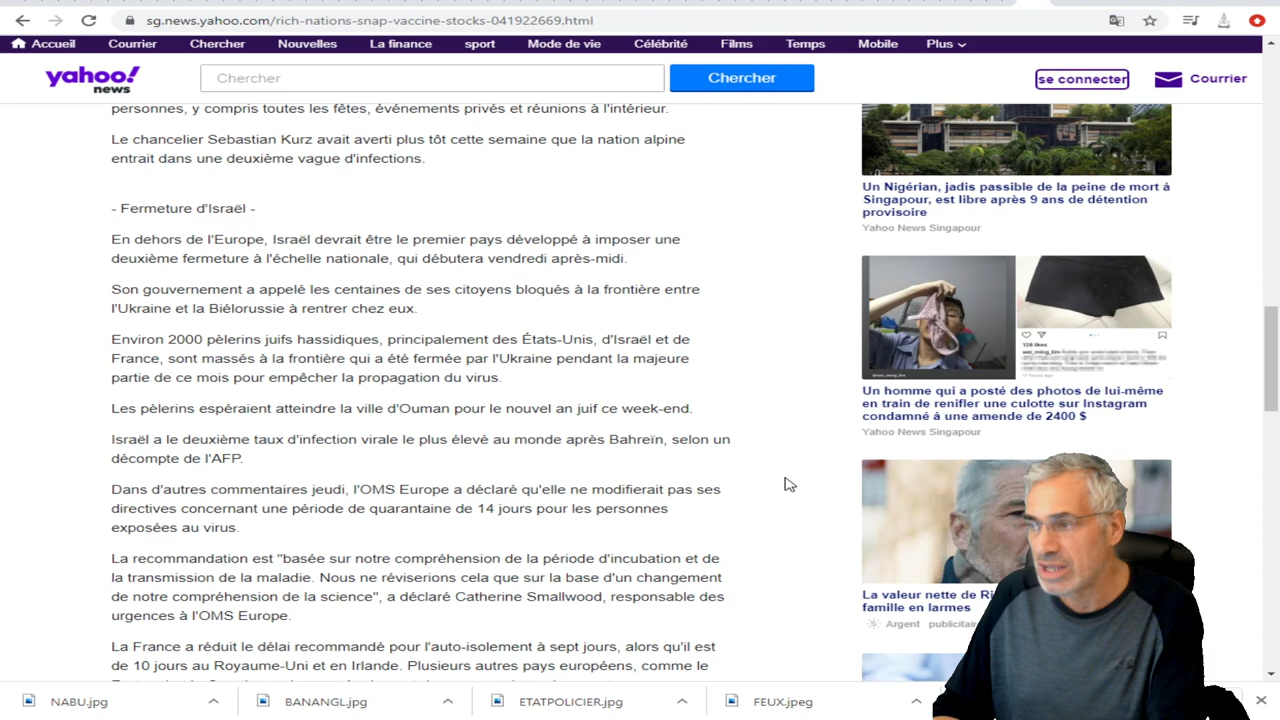 sg.news.yahoo.com/rich-nations-snap-vaccine-stocks-041922669.html
Accueil Courrier Chercher Nouvelles La finance sport Mode de vie Célébrité Films Temps Mobile Plus
yahoo!
news
Chercher
Chercher
se connecter
Courrier
personnes, y compris toutes les fêtes, événements privés et réunions à l'intérieur.
Le chancelier Sebastian Kurz avait averti plus tôt cette semaine que la nation alpine
entrait dans une deuxième vague d'infections.
- Fermeture d'Israël -
En dehors de l'Europe, Israël devrait être le premier pays développé à imposer une
deuxième fermeture à l'échelle nationale, qui débutera vendredi après-midi.
Son gouvernement a appelé les centaines de ses citoyens bloqués à la frontière entre
l'Ukraine et la Biélorussie à rentrer chez eux.
Environ 2000 pèlerins juifs hassidiques, principalement des États-Unis, d'Israël et de
France, sont massés à la frontière qui a été fermée par l'Ukraine pendant la majeure
partie de ce mois pour empêcher la propagation du virus.
Les pèlerins espéraient atteindre la ville d'Ouman pour le nouvel an juif ce week-end.
Israël a le deuxième taux d'infection virale le plus élevé au monde après Bahreïn, selon un
décompte de l'AFP.
Dans d'autres commentaires jeudi, l'OMS Europe a déclaré qu'elle ne modifierait pas ses
directives concernant une période de quarantaine de 14 jours pour les personnes
exposées au virus.
La recommandation est "basée sur notre compréhension de la période d'incubation et de
la transmission de la maladie. Nous ne réviserions cela que sur la base d'un changement
de notre compréhension de la science", a déclaré Catherine Smallwood, responsable des
urgences à l'OMS Europe.
La France a réduit le délai recommandé pour l'auto-isolement à sept jours, alors qu'il est
de 10 jours au Royaume-Uni et en Irlande. Plusieurs autres pays européens, comme le
Un Nigérian, jadis passible de la peine de mort à
Singapour, est libre après 9 ans de détention
provisoire
Yahoo News Singapour
128 likes
Un homme qui a posté des photos de lui-même
en train de renifler une culotte sur Instagram
condamné à une amende de 2400 $
Yahoo News Singapour
La valeur nette de
famille en larmes
Argent
NABU.jpg
BANANGL.jpg
ETATPOLICIER.jpg
FEUX.jpeg